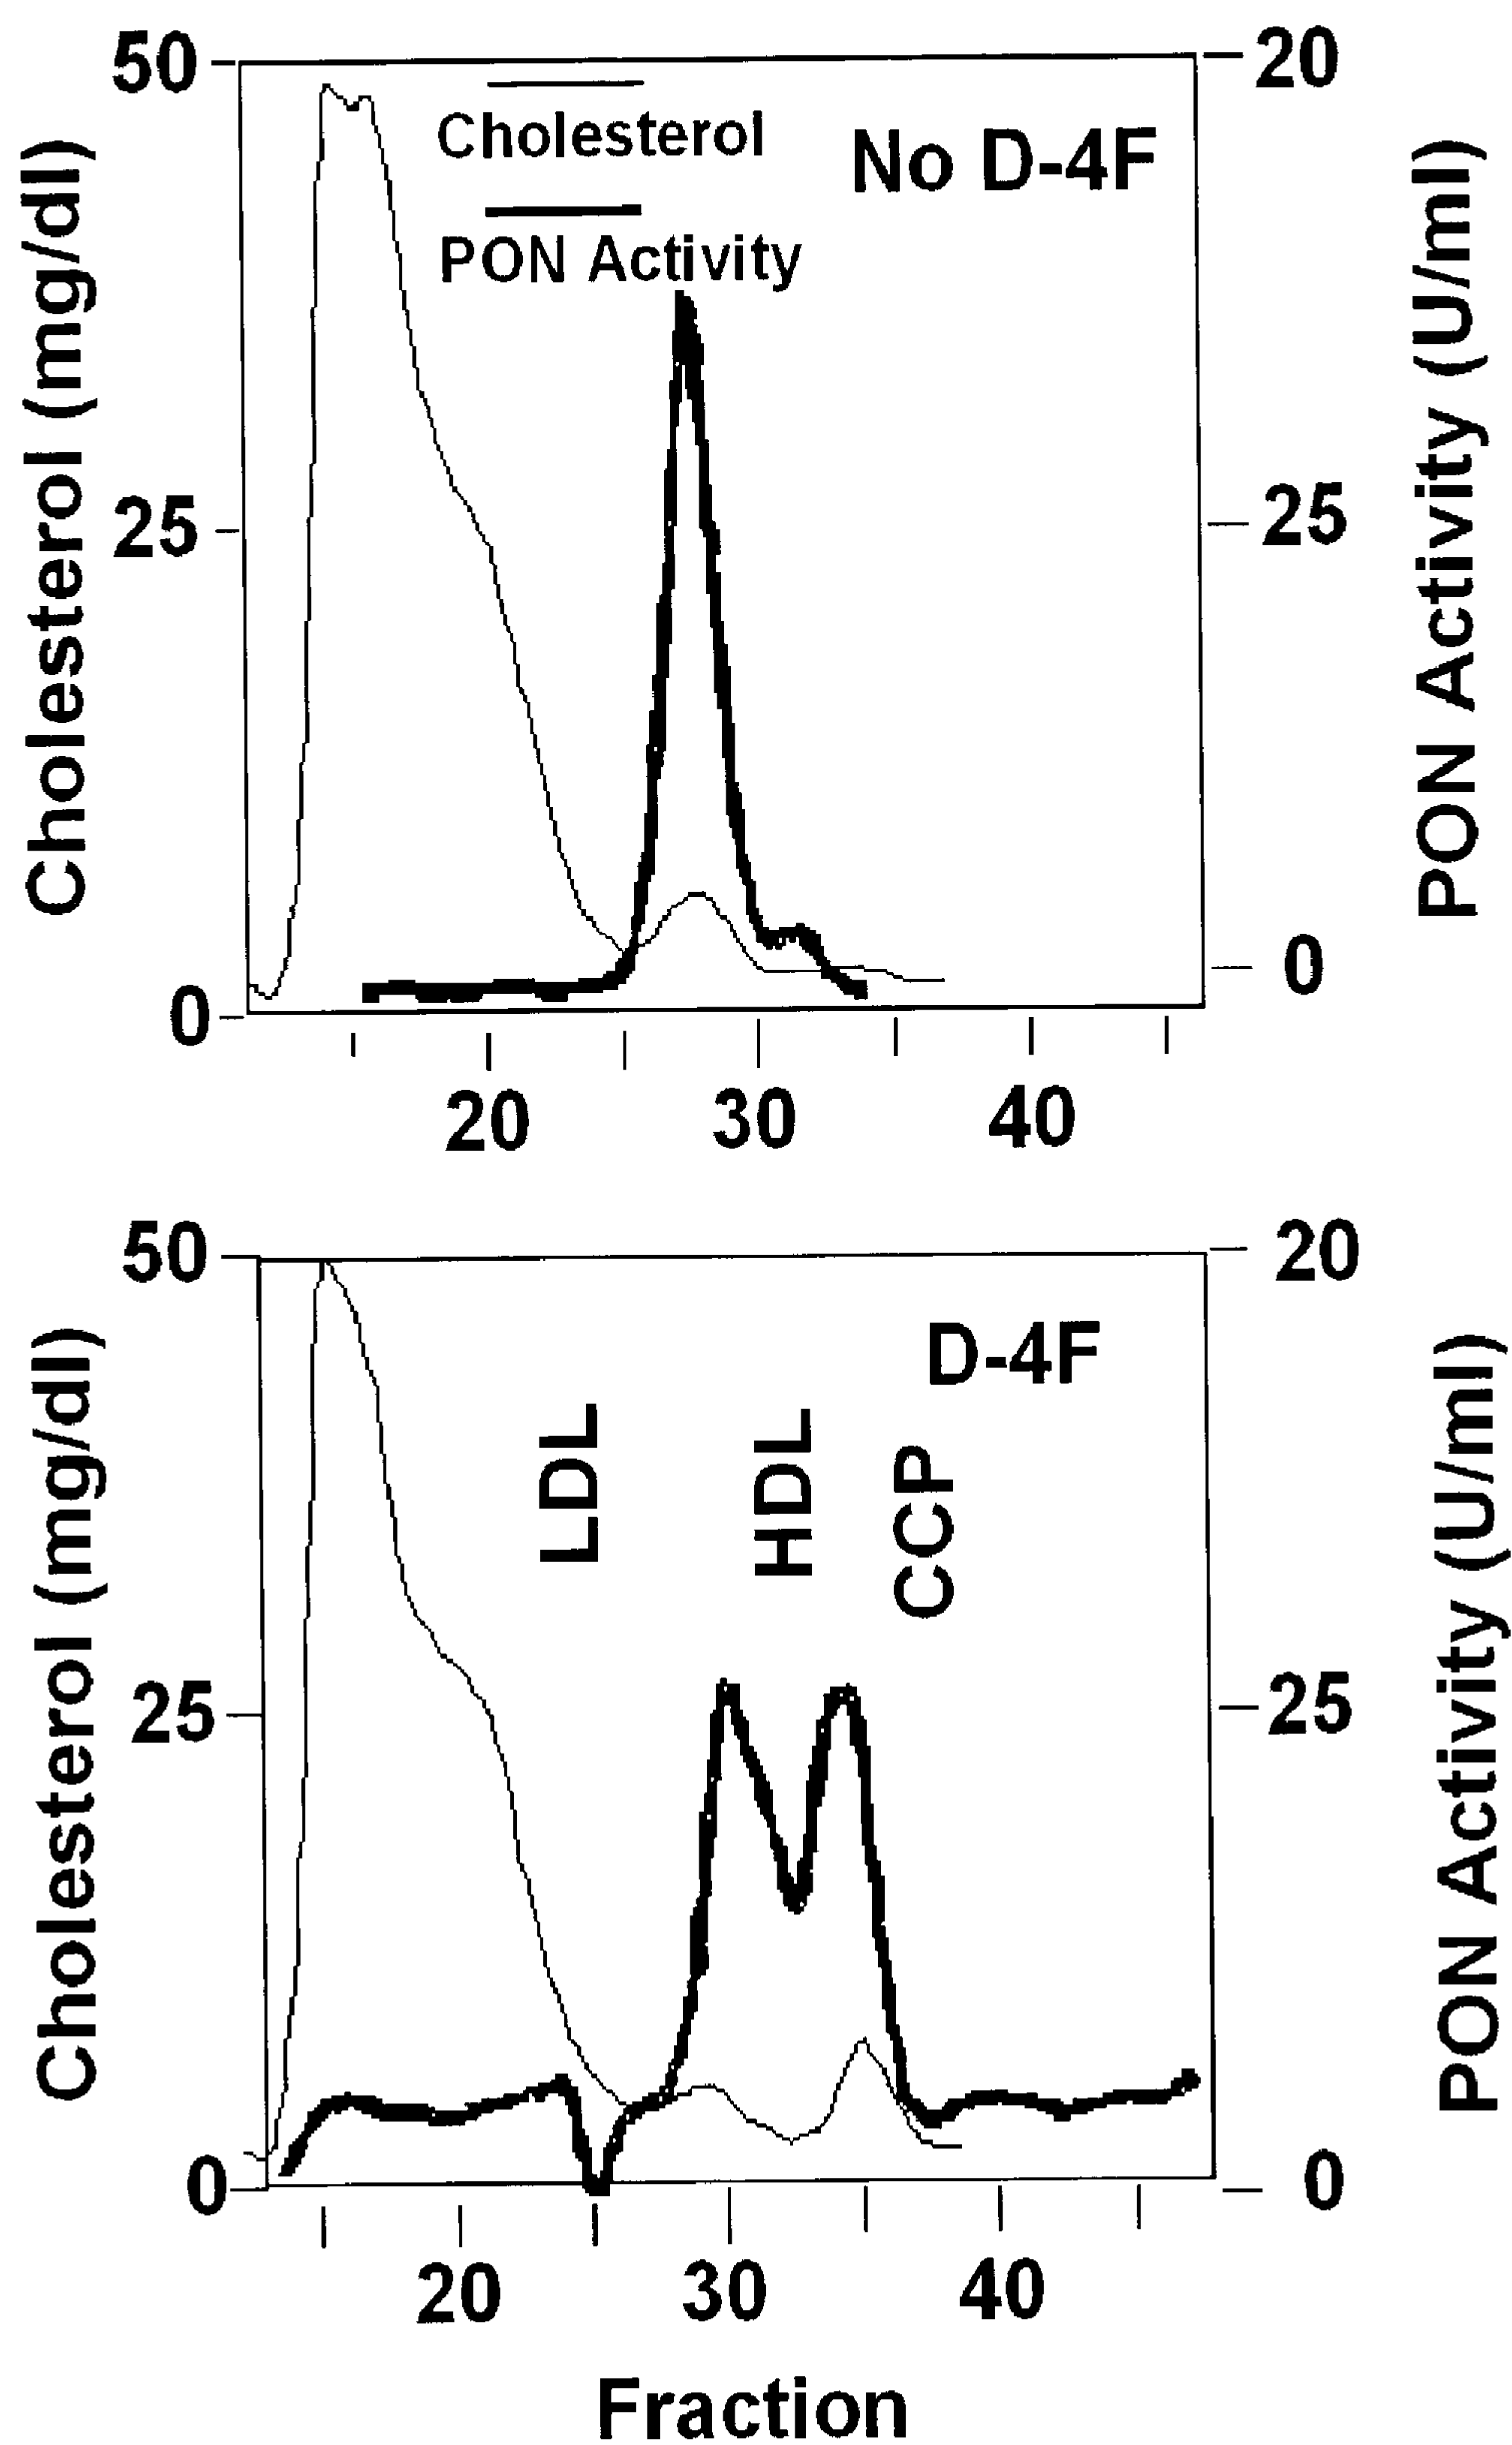 50
20
Cholesterol
No D-4F
PON Activity
Cholesterol (mg/dl)
PON Activity (U/ml)
25
25
0
0
20 30 40
50
20
D-4F
LDL
HDL
CCP
Cholesterol (mg/dl)
PON Activity (U/ml)
25
25
0
0
20 30 40
Fraction